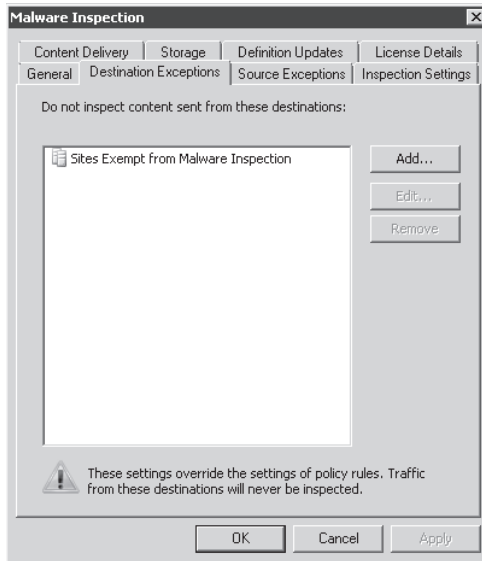 Malware Inspection
Content Delivery Storage Definition Updates License Details
General Destination Exceptions Source Exceptions Inspection Settings
Do not inspect content sent from these destinations:
Sites Exempt from Malware Inspection
Add...
Edit...
Remove
These settings override the settings of policy rules. Traffic
from these destinations will never be inspected.
OK Cancel Apply